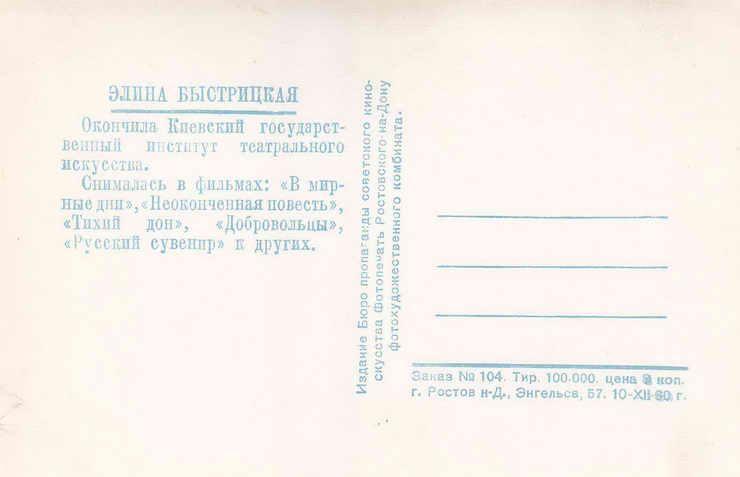 ЭЛИНА БЫСТРИЦКАЯ
Окончила Киевский государст-
венный институт театрального
искусства.
Снималась в фильмах: «В мир-
ные дни», «Неоконченная повесть»,
«Тихий дон», «Добровольцы»,
«Русский сувенир» к других.
Издание Бюро пропаганды советского кино-
скусства Фотопечать Ростовского-на-Дону
фотохудожественного комбината.
Заказ № 104. Тир. 100.000. цена коп.
г. Ростов н-Д., Энгельса, 57. 10-XII-60 г.